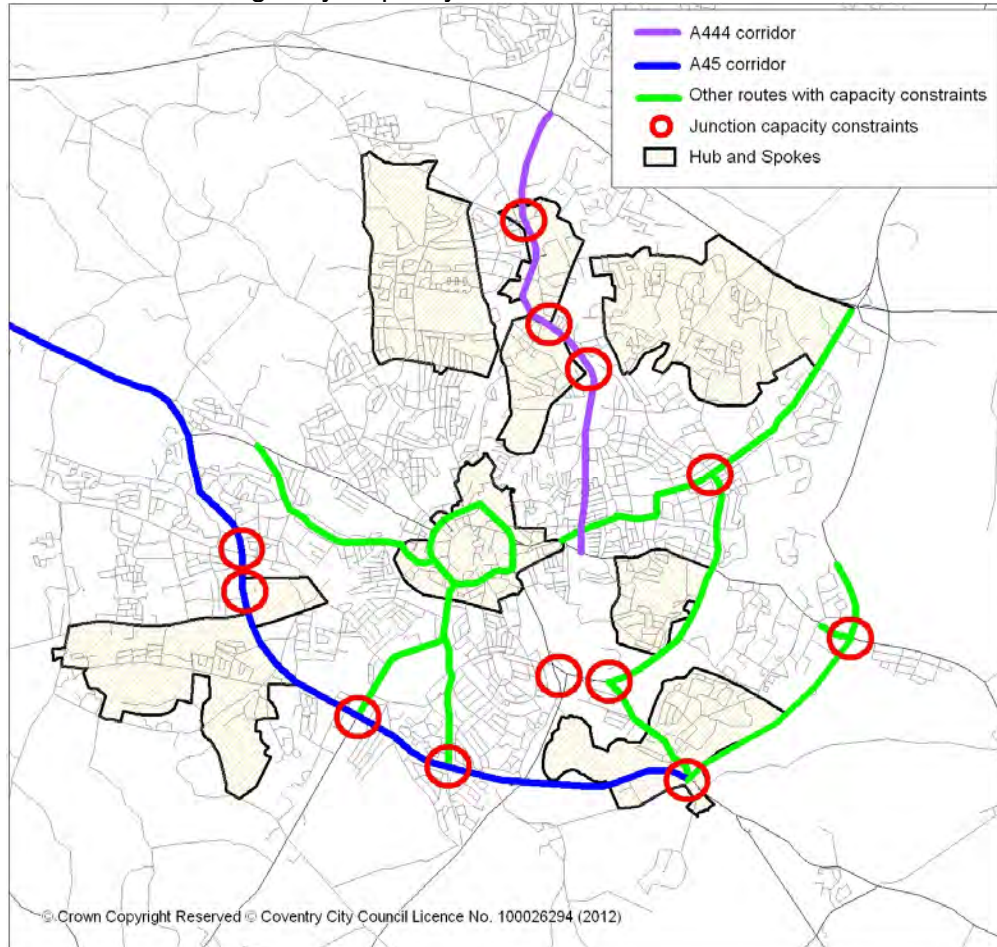 A444 corridor
A45 corridor
Other routes with capacity constraints
Junction capacity constraints
Hub and Spokes
© Crown Copyright Reserved © Coventry City Council Licence No. 100026294 (2012)